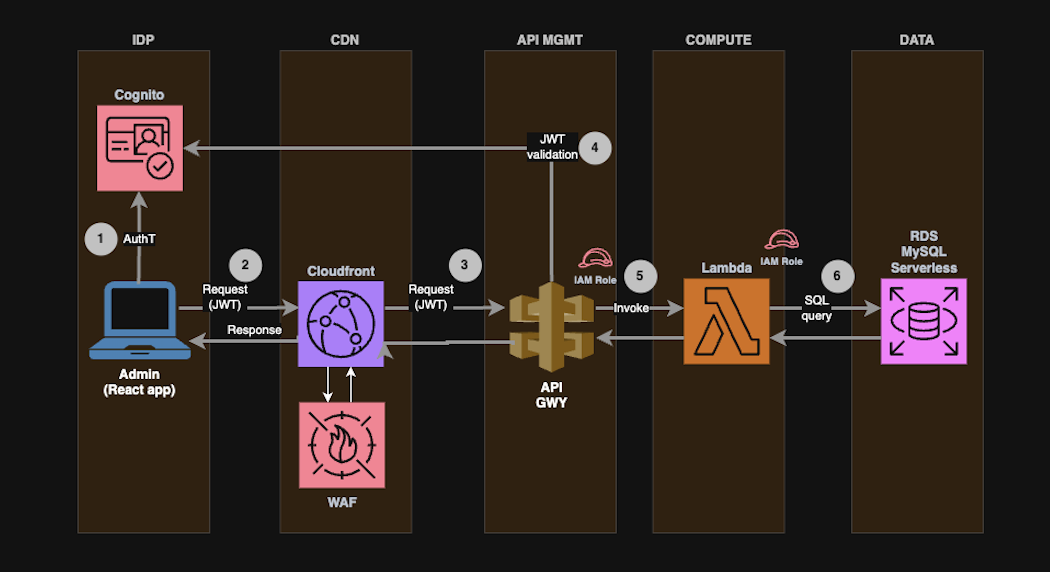 IDP
CDN
API MGMT
COMPUTE
DATA
Cognito
JWT
validation
4
1
AuthT
2
Request
(JWT)
Response
Admin
(React app)
Cloudfront
3
Request
(JWT)
WAF
IAM Role
5
Invoke
API
GWY
Lambda
IAM Role
6
SQL
query
RDS
MySQL
Serverless